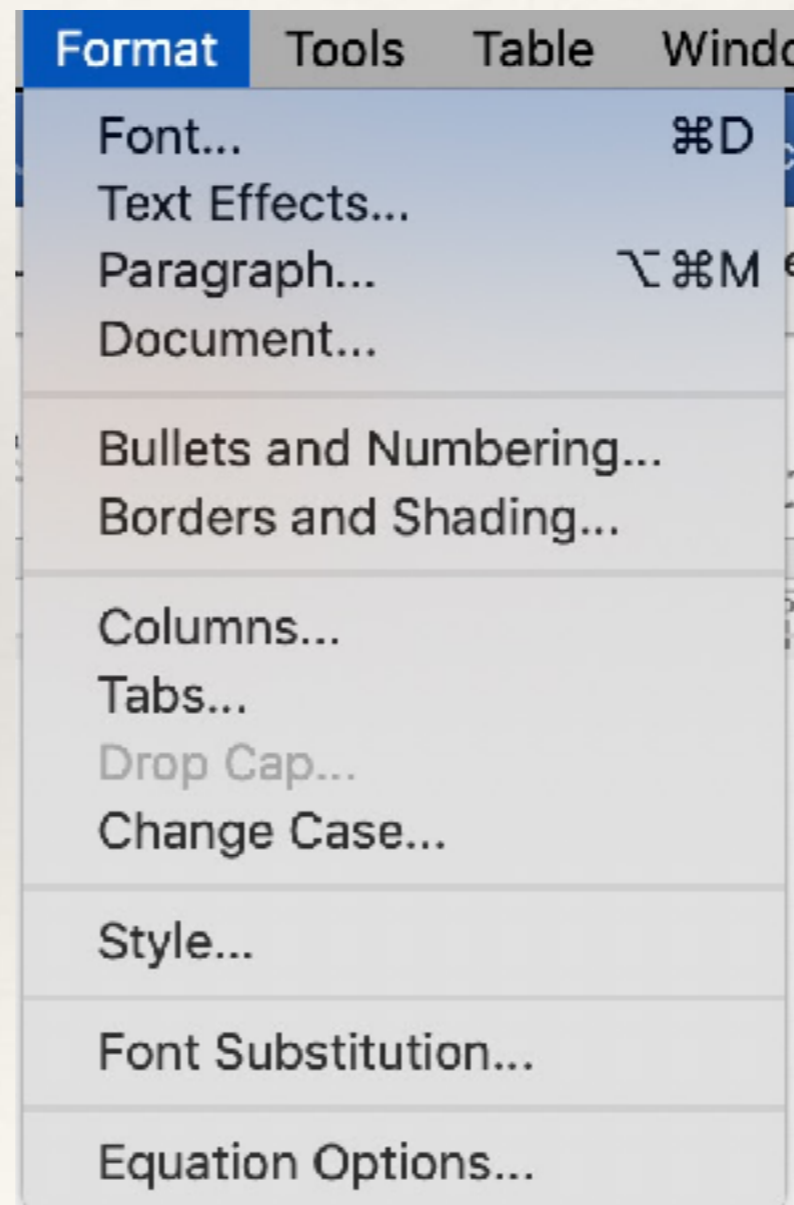 Format Tools Table
Font... ⌘D
Text Effects...
Paragraph... ⌥⌘M
Document...
Bullets and Numbering...
Borders and Shading...
Columns...
Tabs...
Drop Cap...
Change Case...
Style...
Font Substitution...
Equation Options...